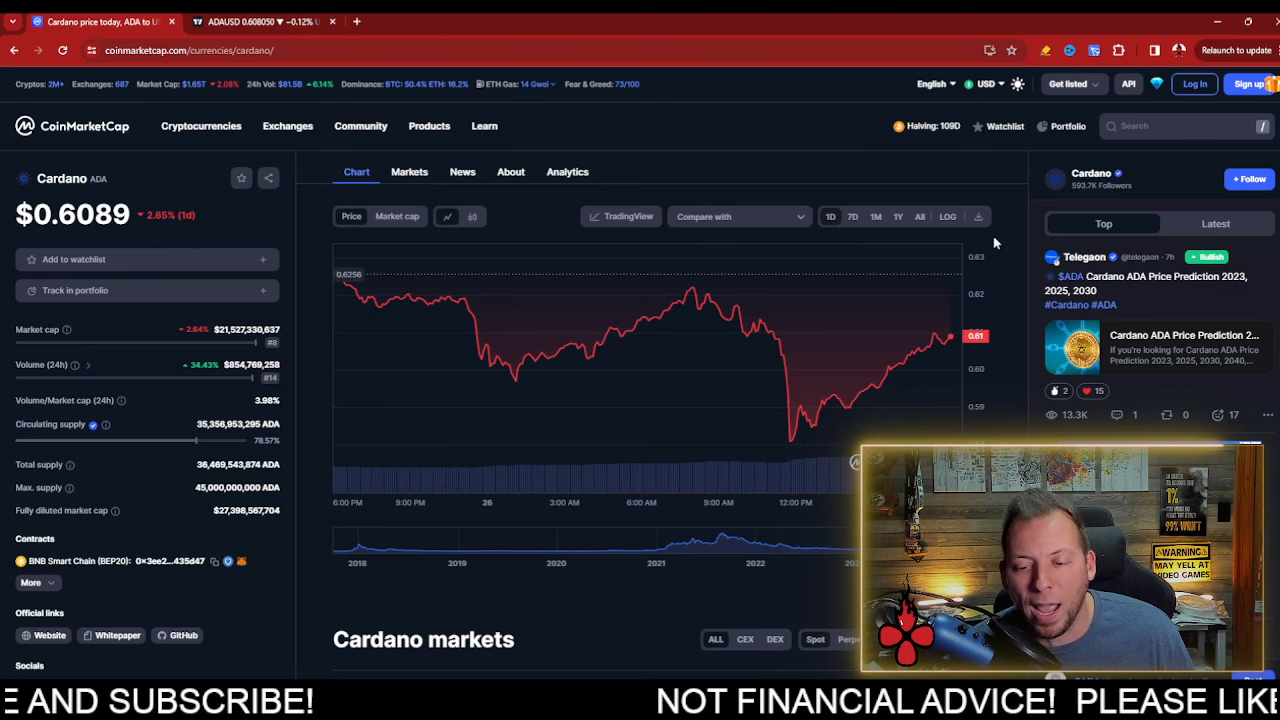 Cardano price today, ADA to U
ADAUSD 0.608050 ▼ −0.12% U
coinmarketcap.com/currencies/cardano/
Relaunch to update
Cryptos: 2M+ Exchanges: 687 Market Cap: $1.65T 2.08% 24h Vol: $81.5B 6.14% Dominance: BTC: 50.4% ETH: 16.2% ETH Gas: 14 Gwei Fear & Greed: 73/100
English USD Get listed API Log In Sign up
CoinMarketCap Cryptocurrencies Exchanges Community Products Learn
Halving: 109D Watchlist Portfolio Search /
Cardano ADA
$0.6089 2.65% (1d)
Add to watchlist +
Track in portfolio +
Market cap 2.64% $21,527,330,637
#8
Volume (24h) 34.43% $854,769,258
#14
Volume/Market cap (24h) 3.98%
Circulating supply 35,356,953,295 ADA
78.57%
Total supply 36,469,543,874 ADA
Max. supply 45,000,000,000 ADA
Fully diluted market cap $27,398,567,704
Contracts
BNB Smart Chain (BEP20): 0x3ee2...435d47
More
Official links
Website Whitepaper GitHub
Socials
Chart Markets News About Analytics
Price Market cap TradingView Compare with 1D 7D 1M 1Y All LOG
0.6256
0.63
0.62
0.61
0.60
0.59
6:00 PM 9:00 PM 26 3:00 AM 6:00 AM 9:00 AM 12:00 PM
2018 2019 2020 2021 2022
Cardano markets
ALL CEX DEX Spot
Cardano
593.7K Followers
+ Follow
Top Latest
Telegaon @telegaon · 7h Bullish
$ADA Cardano ADA Price Prediction 2023,
2025, 2030
#Cardano #ADA
Cardano ADA Price Prediction 2...
If you're looking for Cardano ADA
Price Prediction 2023, 2025, 2030,
2 15
13.3K 1 0 17
1%
99% WON'T
WARNING
MAY YELL AT
VIDEO GAMES
E AND SUBSCRIBE! NOT FINANCIAL ADVICE! PLEASE LIKE